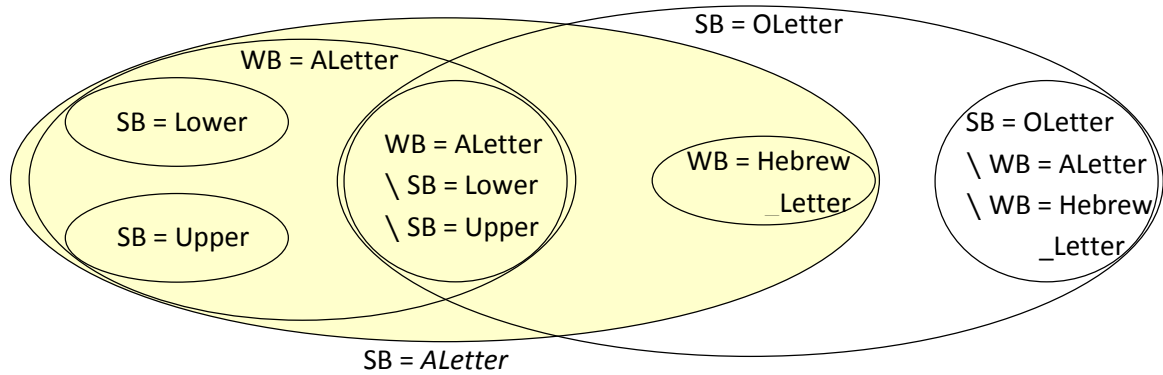 SB = OLetter
WB = ALetter
SB = Lower
SB = Upper
WB = ALetter
\ SB = Lower
\ SB = Upper
WB = Hebrew
_Letter
SB = OLetter
\ WB = ALetter
\ WB = Hebrew
_Letter
SB = ALetter